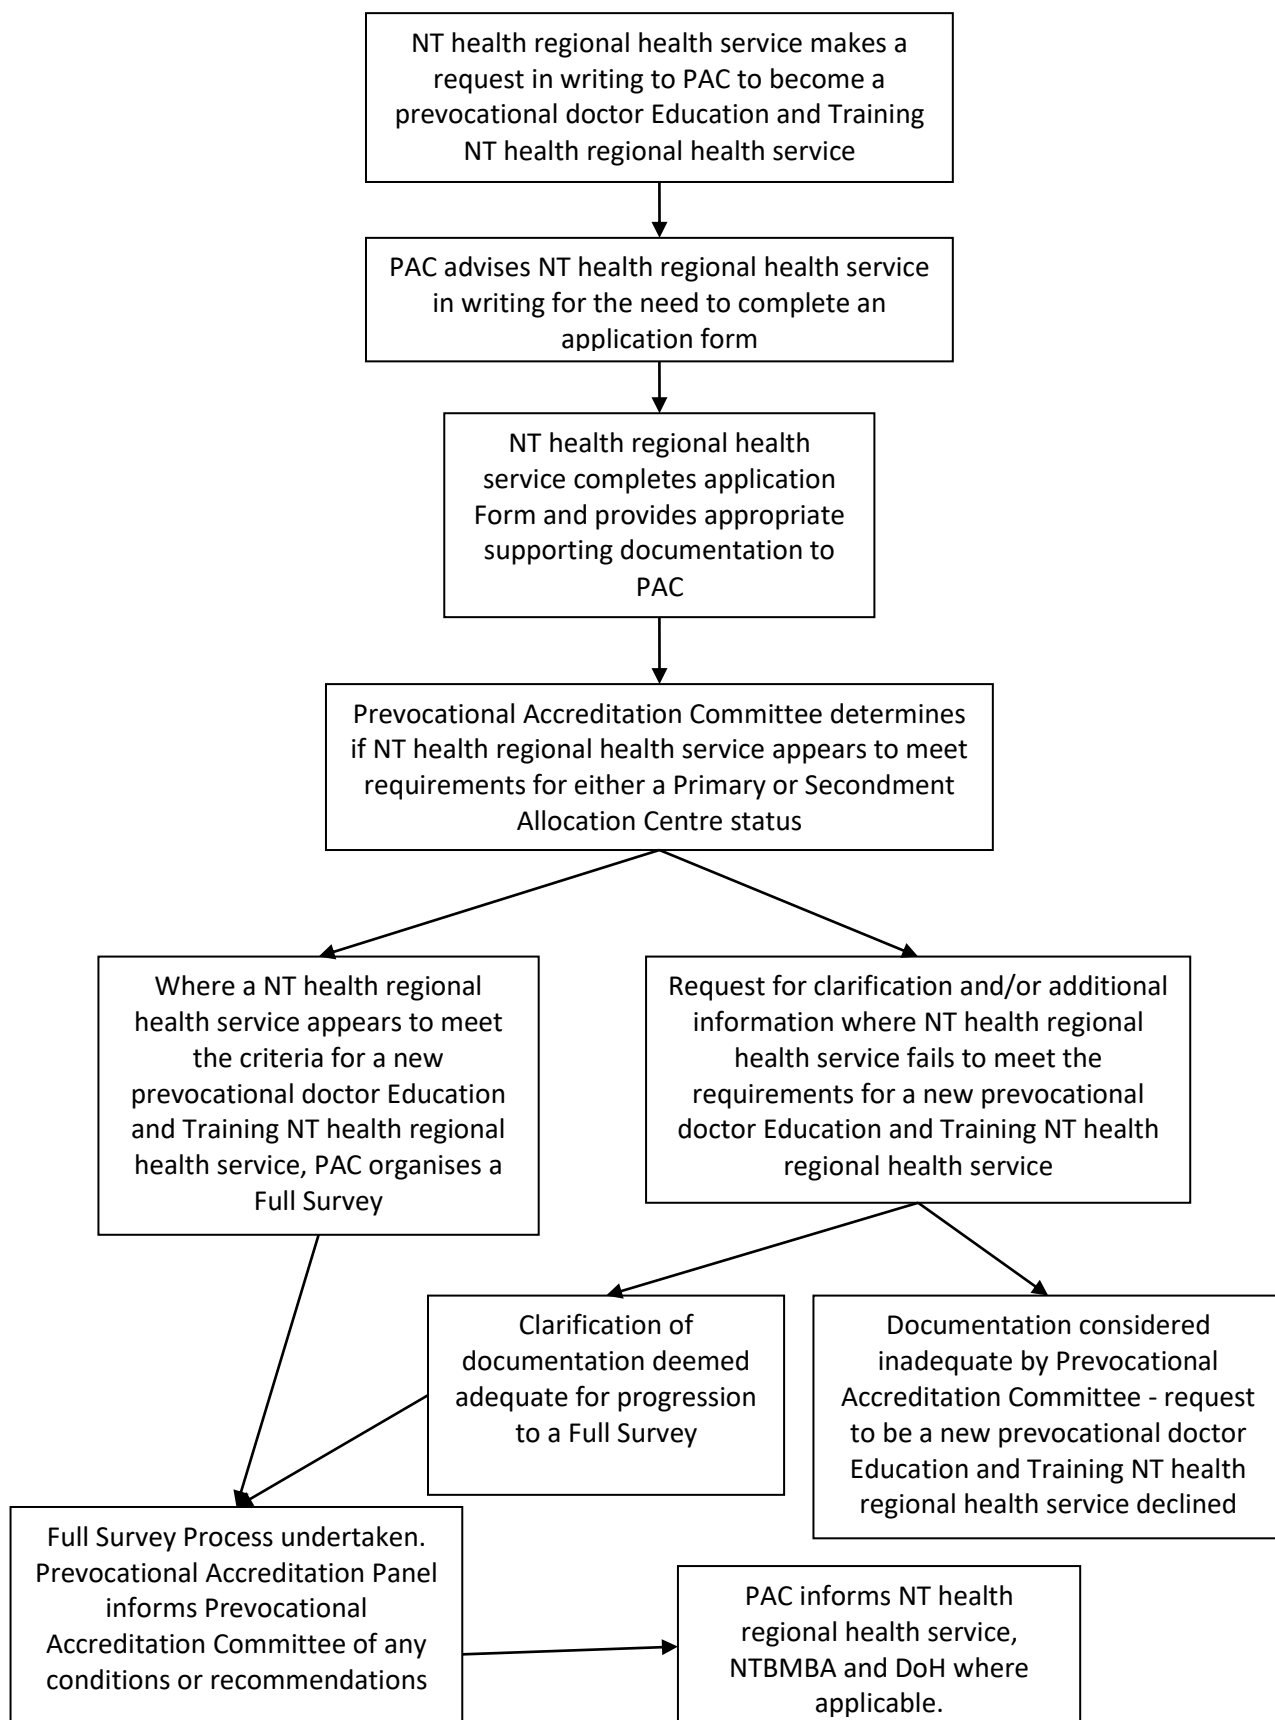 NT health regional health service makes a
request in writing to PAC to become a
prevocational doctor Education and Training
NT health regional health service
PAC advises NT health regional health service
in writing for the need to complete an
application form
NT health regional health
service completes application
Form and provides appropriate
supporting documentation to
PAC
Prevocational Accreditation Committee determines
if NT health regional health service appears to meet
requirements for either a Primary or Secondment
Allocation Centre status
Where a NT health regional
health service appears to meet
the criteria for a new
prevocational doctor Education
and Training NT health regional
health service, PAC organises a
Full Survey
Request for clarification and/or additional
information where NT health regional
health service fails to meet the
requirements for a new prevocational
doctor Education and Training NT health
regional health service
Clarification of
documentation deemed
adequate for progression
to a Full Survey
Documentation considered
inadequate by Prevocational
Accreditation Committee - request
to be a new prevocational doctor
Education and Training NT health
regional health service declined
Full Survey Process undertaken.
Prevocational Accreditation Panel
informs Prevocational
Accreditation Committee of any
conditions or recommendations
PAC informs NT health
regional health service,
NTBMBA and DoH where
applicable.